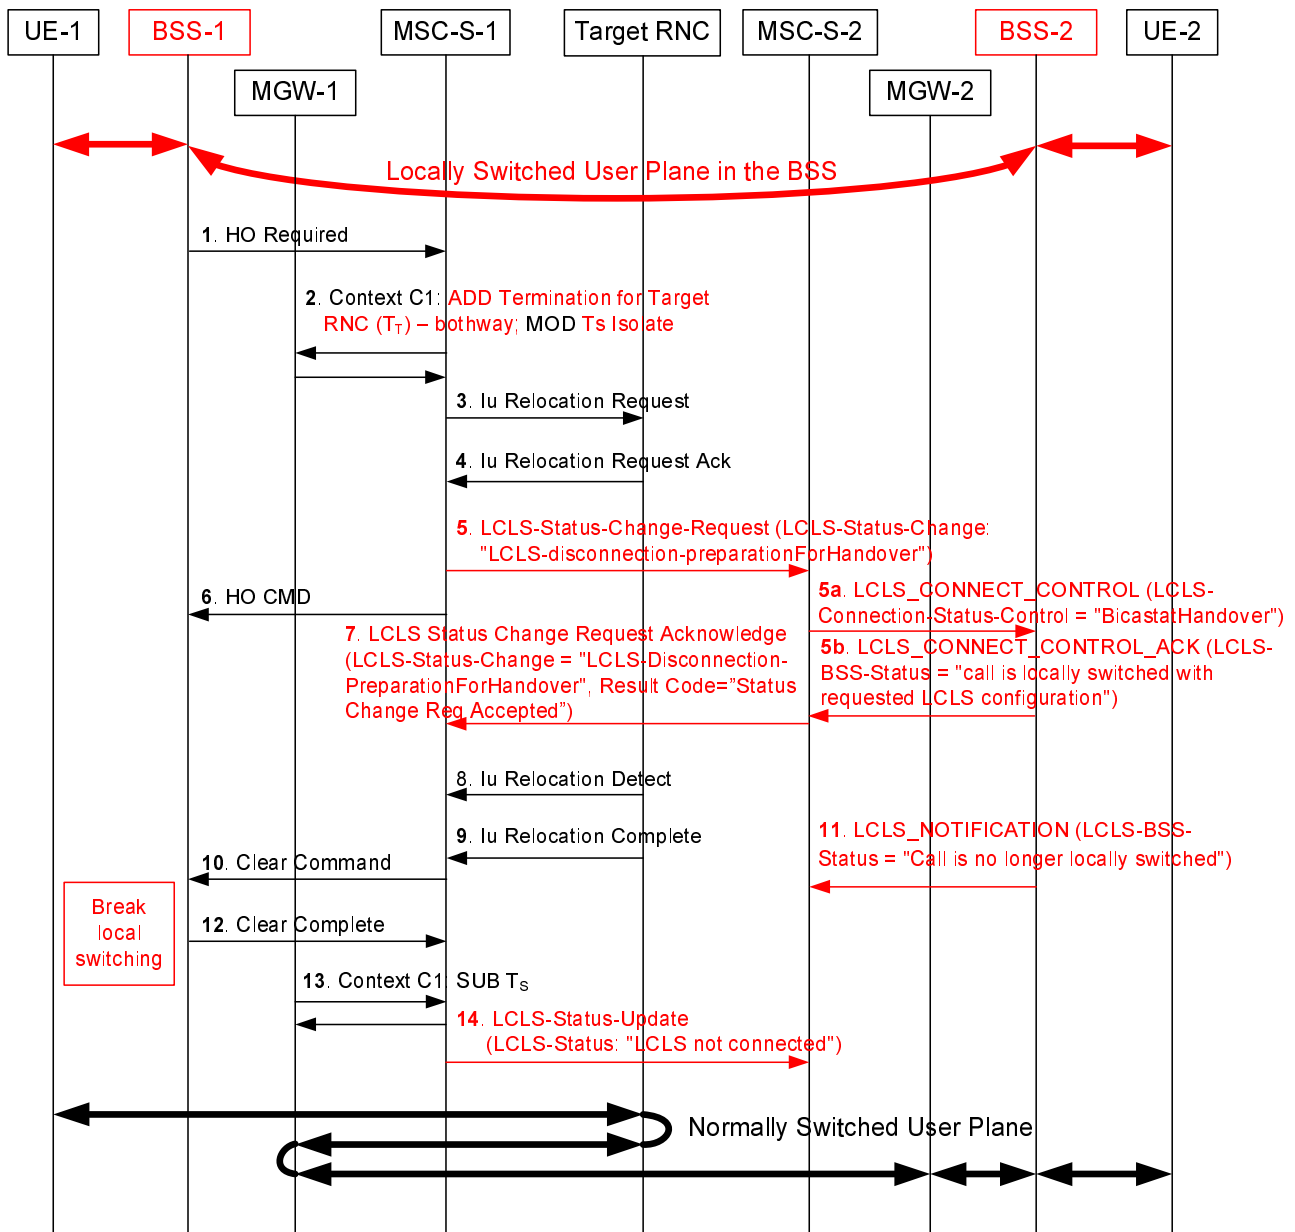 UE-1
BSS-1
MSC-S-1
Target RNC
MSC-S-2
BSS-2
UE-2
MGW-1
MGW-2
Locally Switched User Plane in the BSS
1. HO Required
2. Context C1: ADD Termination for Target
RNC (TT) – bothway; MOD Ts Isolate
3. Iu Relocation Request
4. Iu Relocation Request Ack
5. LCLS-Status-Change-Request (LCLS-Status-Change:
"LCLS-disconnection-preparationForHandover")
5a. LCLS_CONNECT_CONTROL (LCLS-
Connection-Status-Control = "BicastatHandover")
6. HO CMD
7. LCLS Status Change Request Acknowledge
(LCLS-Status-Change = "LCLS-Disconnection-
PreparationForHandover", Result Code=”Status
Change Req Accepted”)
5b. LCLS_CONNECT_CONTROL_ACK (LCLS-
BSS-Status = "call is locally switched with
requested LCLS configuration")
8. Iu Relocation Detect
9. Iu Relocation Complete
11. LCLS_NOTIFICATION (LCLS-BSS-
Status = "Call is no longer locally switched")
10. Clear Command
Break
local
switching
12. Clear Complete
13. Context C1: SUB TS
14. LCLS-Status-Update
(LCLS-Status: "LCLS not connected")
Normally Switched User Plane